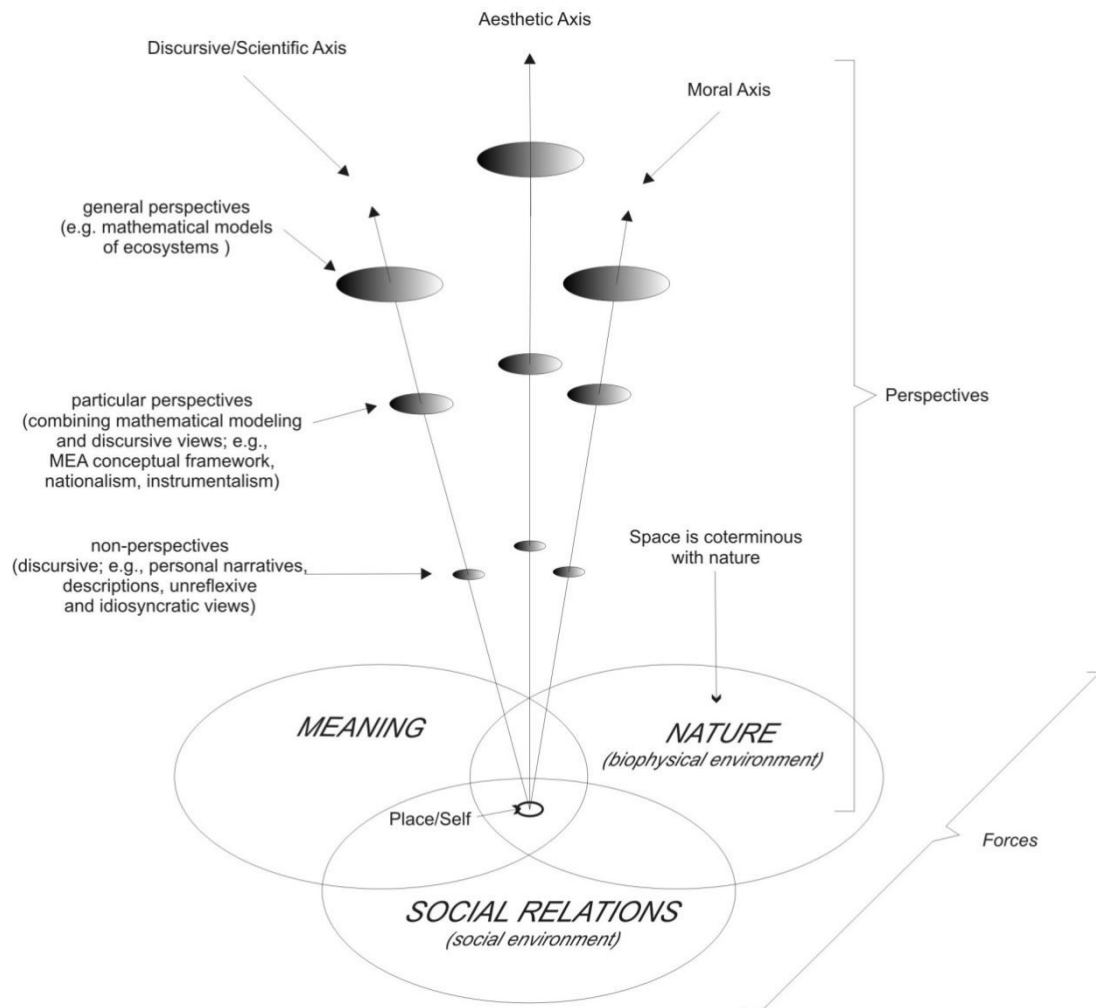 Aesthetic Axis
Discursive/Scientific Axis
Moral Axis
general perspectives
(e.g. mathematical models
of ecosystems )
particular perspectives
(combining mathematical modeling
and discursive views; e.g.,
MEA conceptual framework,
nationalism, instrumentalism)
Perspectives
non-perspectives
(discursive; e.g., personal narratives,
descriptions, unreflexive
and idiosyncratic views)
Space is coterminous
with nature
MEANING
NATURE
(biophysical environment)
Place/Self
Forces
SOCIAL RELATIONS
(social environment)